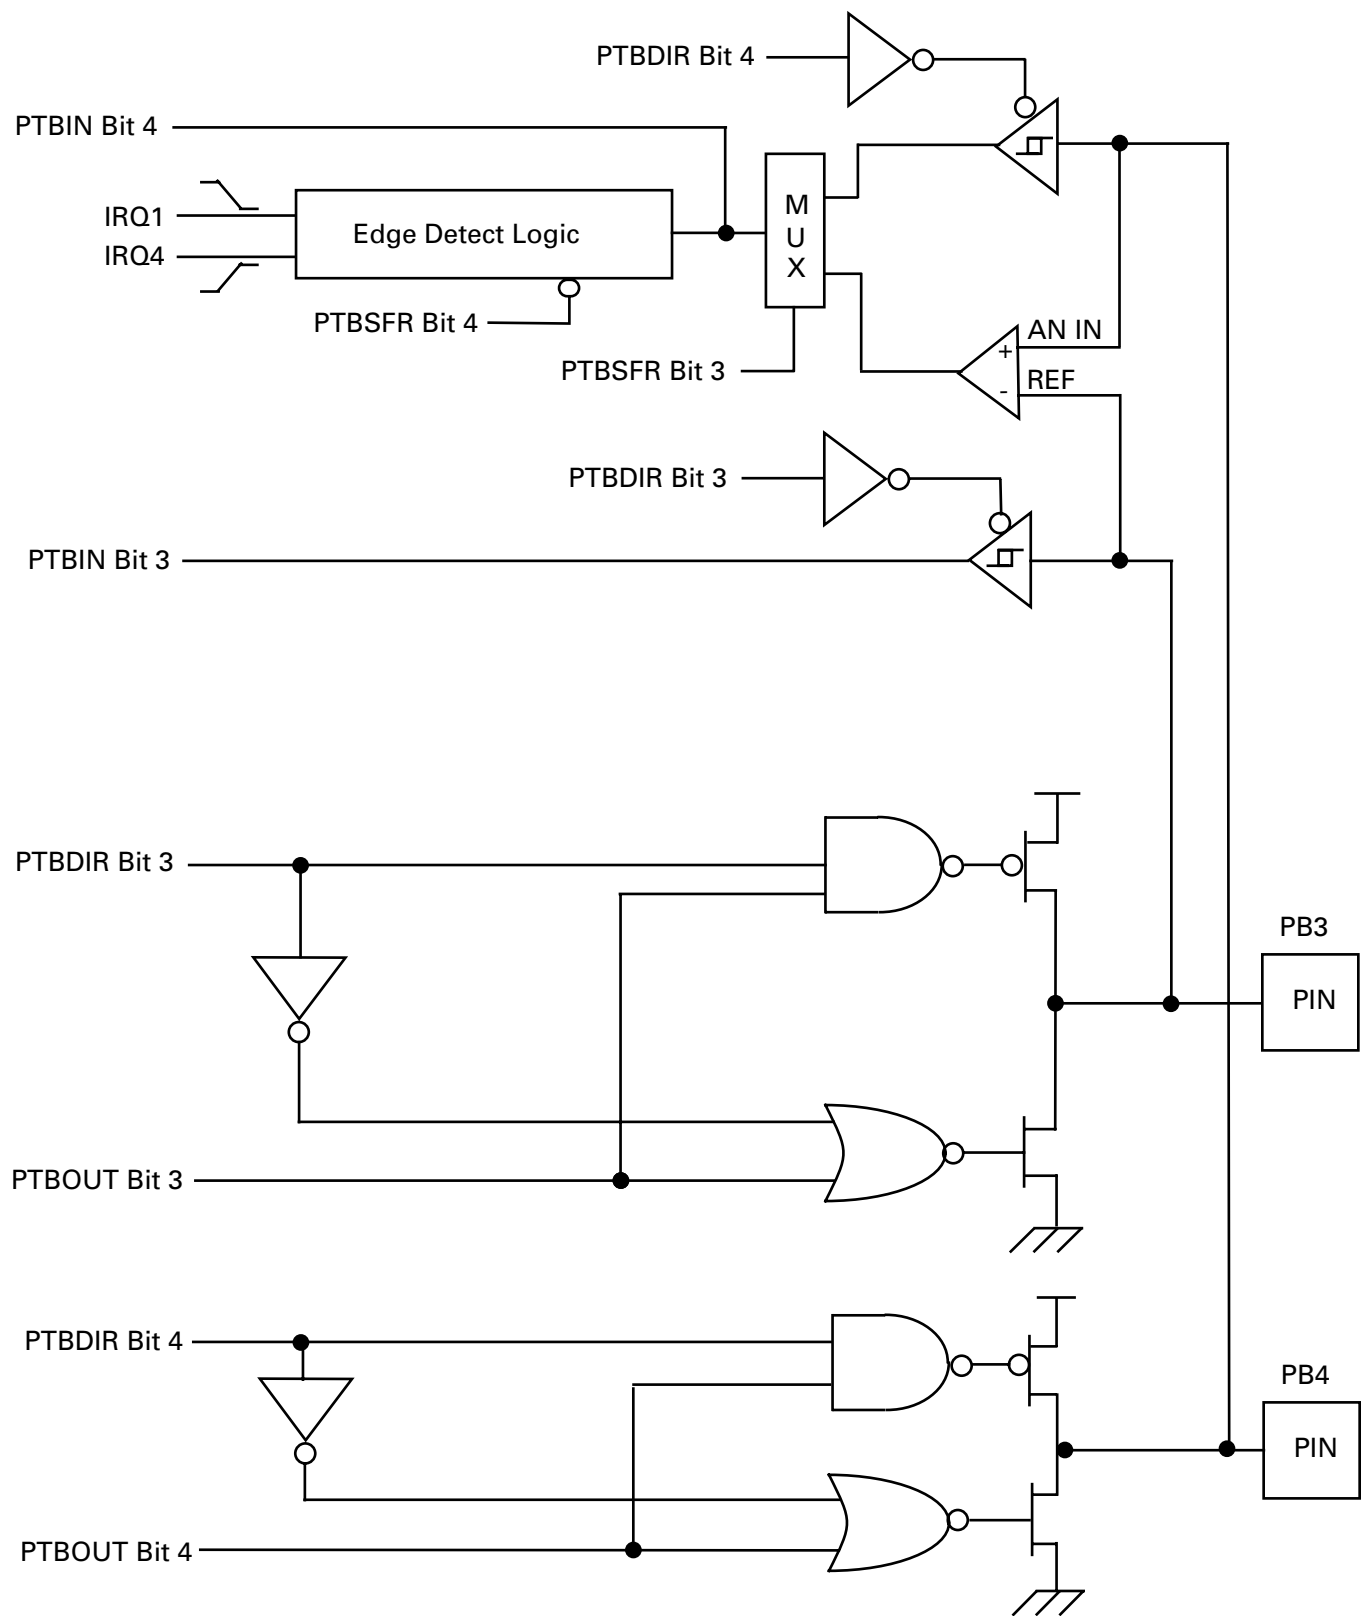 PTBDIR Bit 4
PTBIN Bit 4
M
U
X
IRQ1
Edge Detect Logic
IRQ4
PTBSFR Bit 4
AN IN
+
PTBSFR Bit 3
REF
-
PTBDIR Bit 3
PTBIN Bit 3
PTBDIR Bit 3
PB3
PIN
PTBOUT Bit 3
PTBDIR Bit 4
PB4
PIN
PTBOUT Bit 4